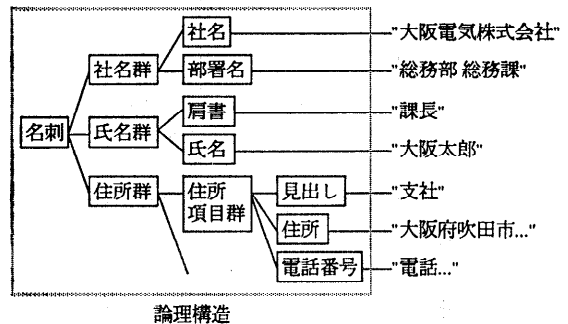 社名
"大阪電気株式会社"
社名群
部署名
"総務部 総務課"
肩書
"課長"
名刺
氏名群
氏名
"大阪太郎"
住所群
住所
項目群
見出し
"支社"
住所
"大阪府吹田市..."
電話番号
"電話..."
論理構造